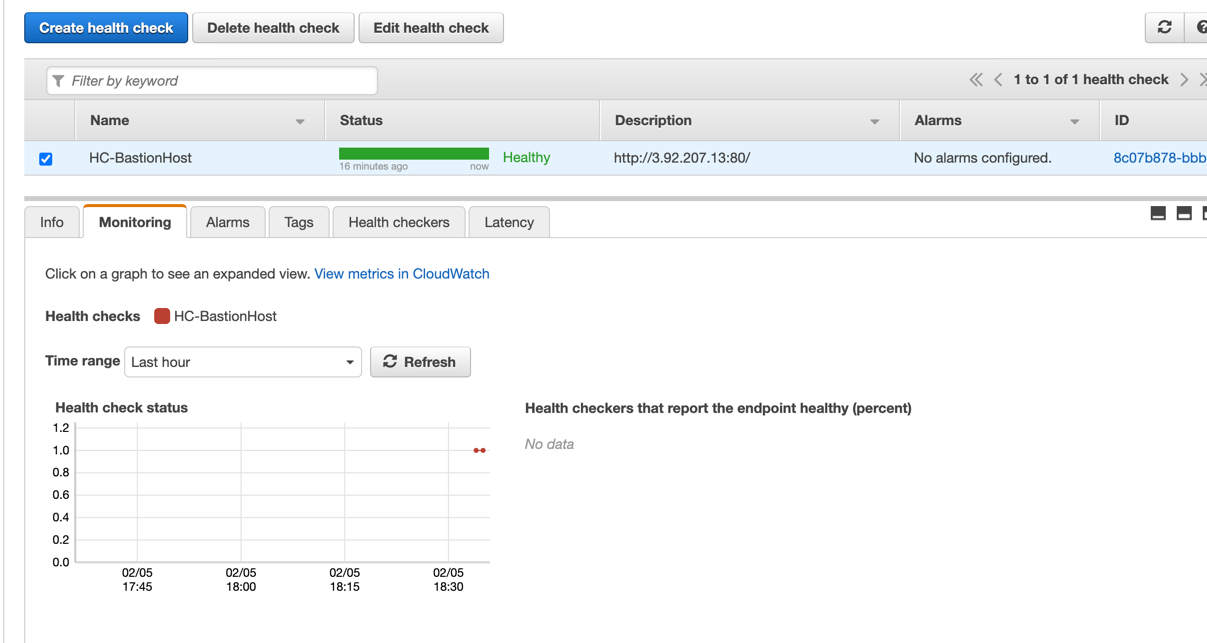 Create health check Delete health check Edit health check
Filter by keyword 1 to 1 of 1 health check
Name Status Description Alarms ID
HC-BastionHost Healthy http://3.92.207.13:80/ No alarms configured. 8c07b878-bbb
16 minutes ago now
Info Monitoring Alarms Tags Health checkers Latency
Click on a graph to see an expanded view. View metrics in CloudWatch
Health checks HC-BastionHost
Time range Last hour Refresh
Health check status
1.2
1.0
0.8
0.6
0.4
0.2
0.0
02/05 02/05 02/05 02/05
17:45 18:00 18:15 18:30
Health checkers that report the endpoint healthy (percent)
No data